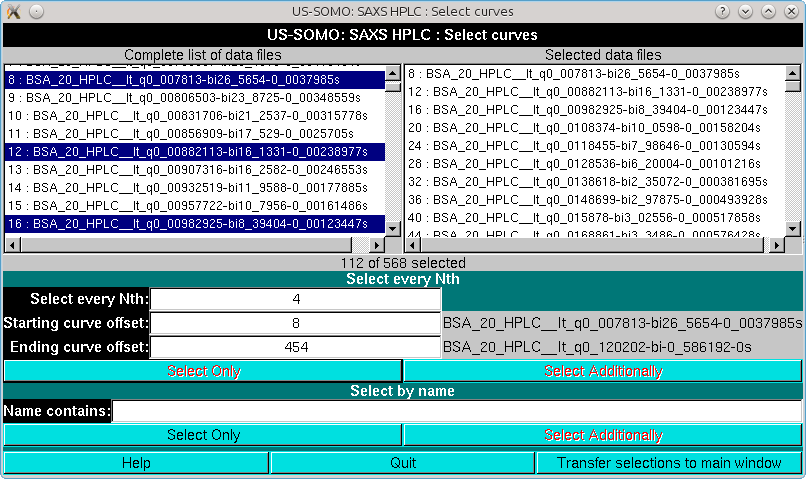 US-SOMO: SAXS HPLC : Select curves
US-SOMO: SAXS HPLC : Select curves
Complete list of data files
Selected data files
8 : BSA_20_HPLC__lt_q0_007813-bi26_5654-0_0037985s
9 : BSA_20_HPLC__lt_q0_00806503-bi23_8725-0_00348559s
10 : BSA_20_HPLC__lt_q0_00831706-bi21_2537-0_00315778s
11 : BSA_20_HPLC__lt_q0_00856909-bi17_529-0_0025705s
12 : BSA_20_HPLC__lt_q0_00882113-bi16_1331-0_00238977s
13 : BSA_20_HPLC__lt_q0_00907316-bi16_2582-0_00246553s
14 : BSA_20_HPLC__lt_q0_00932519-bi11_9588-0_00177885s
15 : BSA_20_HPLC__lt_q0_00957722-bi10_7956-0_00161486s
16 : BSA_20_HPLC__lt_q0_00982925-bi8_39404-0_00123447s
8 : BSA_20_HPLC__lt_q0_007813-bi26_5654-0_0037985s
12 : BSA_20_HPLC__lt_q0_00882113-bi16_1331-0_00238977s
16 : BSA_20_HPLC__lt_q0_00982925-bi8_39404-0_00123447s
20 : BSA_20_HPLC__lt_q0_0108374-bi10_0598-0_00158204s
24 : BSA_20_HPLC__lt_q0_0118455-bi7_98646-0_00130594s
28 : BSA_20_HPLC__lt_q0_0128536-bi6_20004-0_00101216s
32 : BSA_20_HPLC__lt_q0_0138618-bi2_35072-0_000381695s
36 : BSA_20_HPLC__lt_q0_0148699-bi2_97875-0_000493928s
40 : BSA_20_HPLC__lt_q0_015878-bi3_02556-0_000517858s
44 : BSA_20_HPLC__lt_q0_0168861-bi3_3486-0_000576428s
112 of 568 selected
Select every Nth
Select every Nth: 4
Starting curve offset: 8 BSA_20_HPLC__lt_q0_007813-bi26_5654-0_0037985s
Ending curve offset: 454 BSA_20_HPLC__lt_q0_120202-bi-0_586192-0s
Select Only Select Additionally
Select by name
Name contains:
Select Only Select Additionally
Help Quit Transfer selections to main window